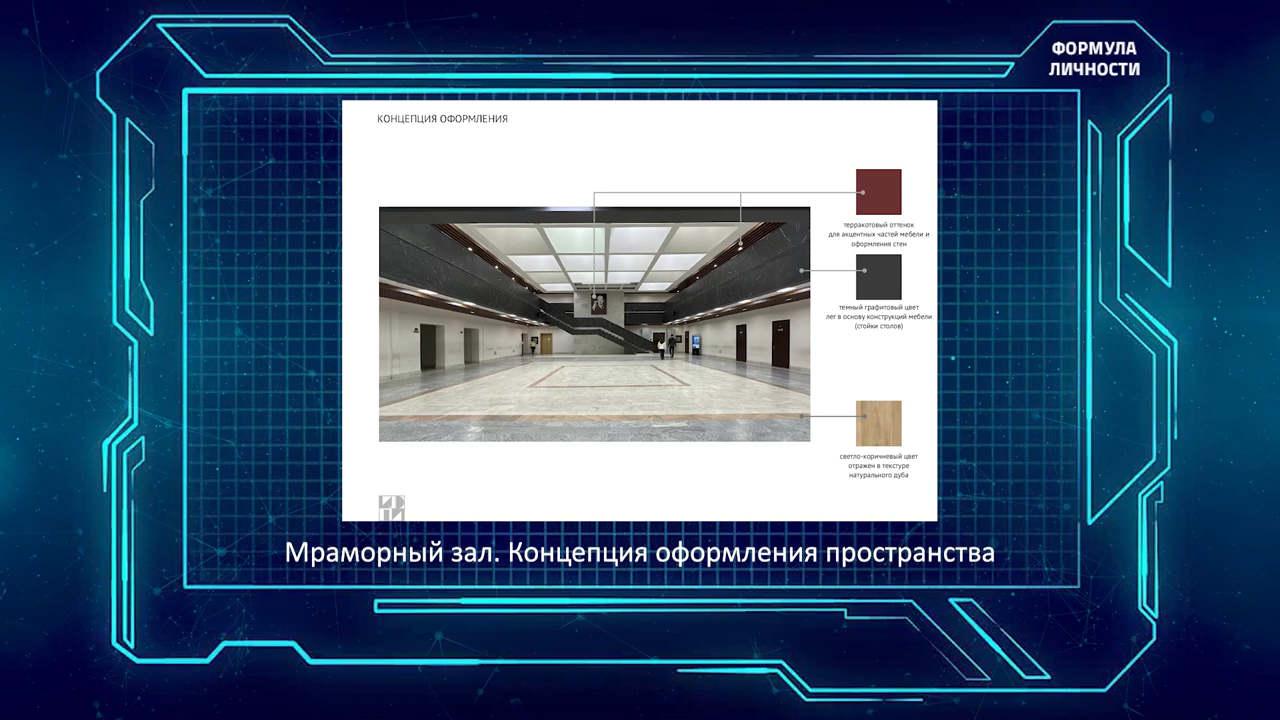 ФОРМУЛА
ЛИЧНОСТИ
КОНЦЕПЦИЯ ОФОРМЛЕНИЯ
терракотовый оттенок
для акцентных частей мебели и
оформления стен
темный графитовый цвет
лег в основу конструкций мебели
(стойки столов)
светло-коричневый цвет
отражен в текстуре
натурального дуба
Мраморный зал. Концепция оформления пространства